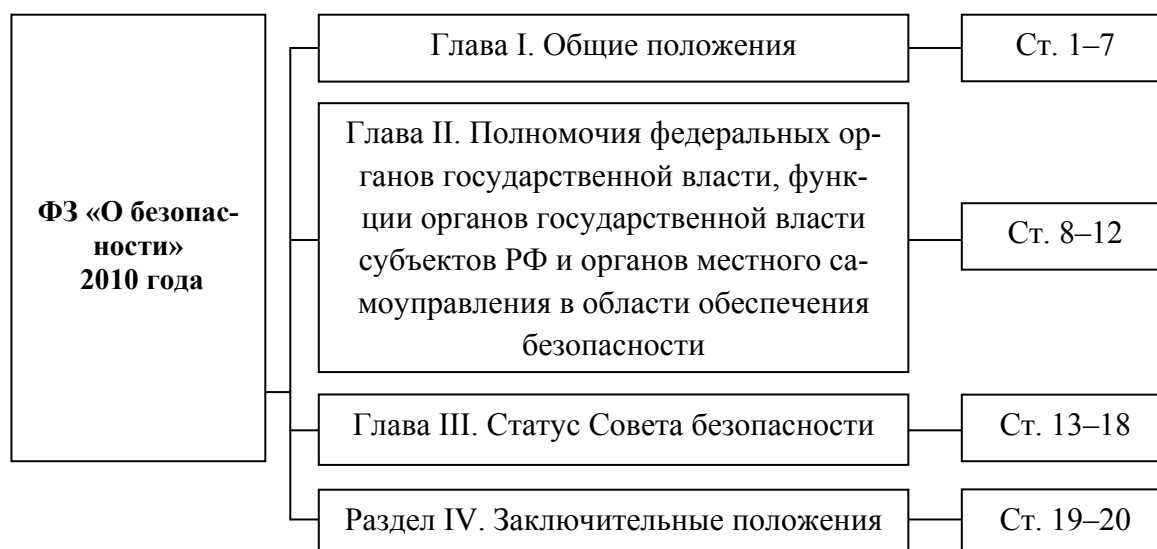 ФЗ «О безопас-
ности»
2010 года
Глава I. Общие положения
Ст. 1–7
Глава II. Полномочия федеральных ор-
ганов государственной власти, функ-
ции органов государственной власти
субъектов РФ и органов местного са-
моуправления в области обеспечения
безопасности
Ст. 8–12
Глава III. Статус Совета безопасности
Ст. 13–18
Раздел IV. Заключительные положения
Ст. 19–20